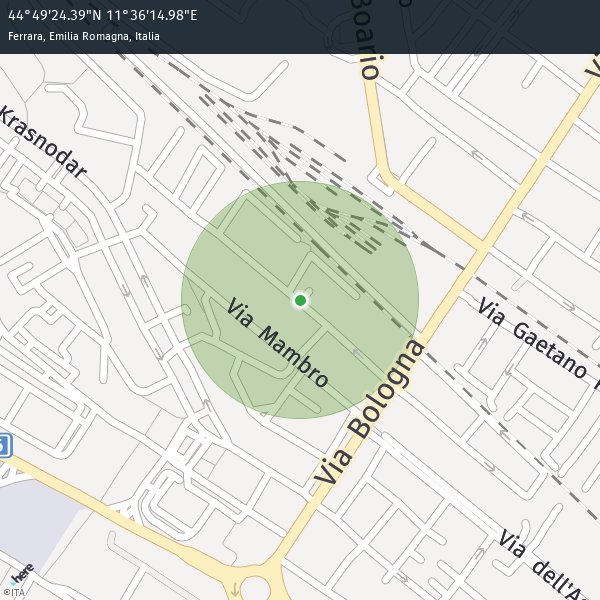 44°49'24.39"N 11°36'14.98"E
Ferrara, Emilia Romagna, Italia
Boario
Krasnodar
Via Mambro
Via Gaetano
Via Bologna
Via dell'A
here
©ITA